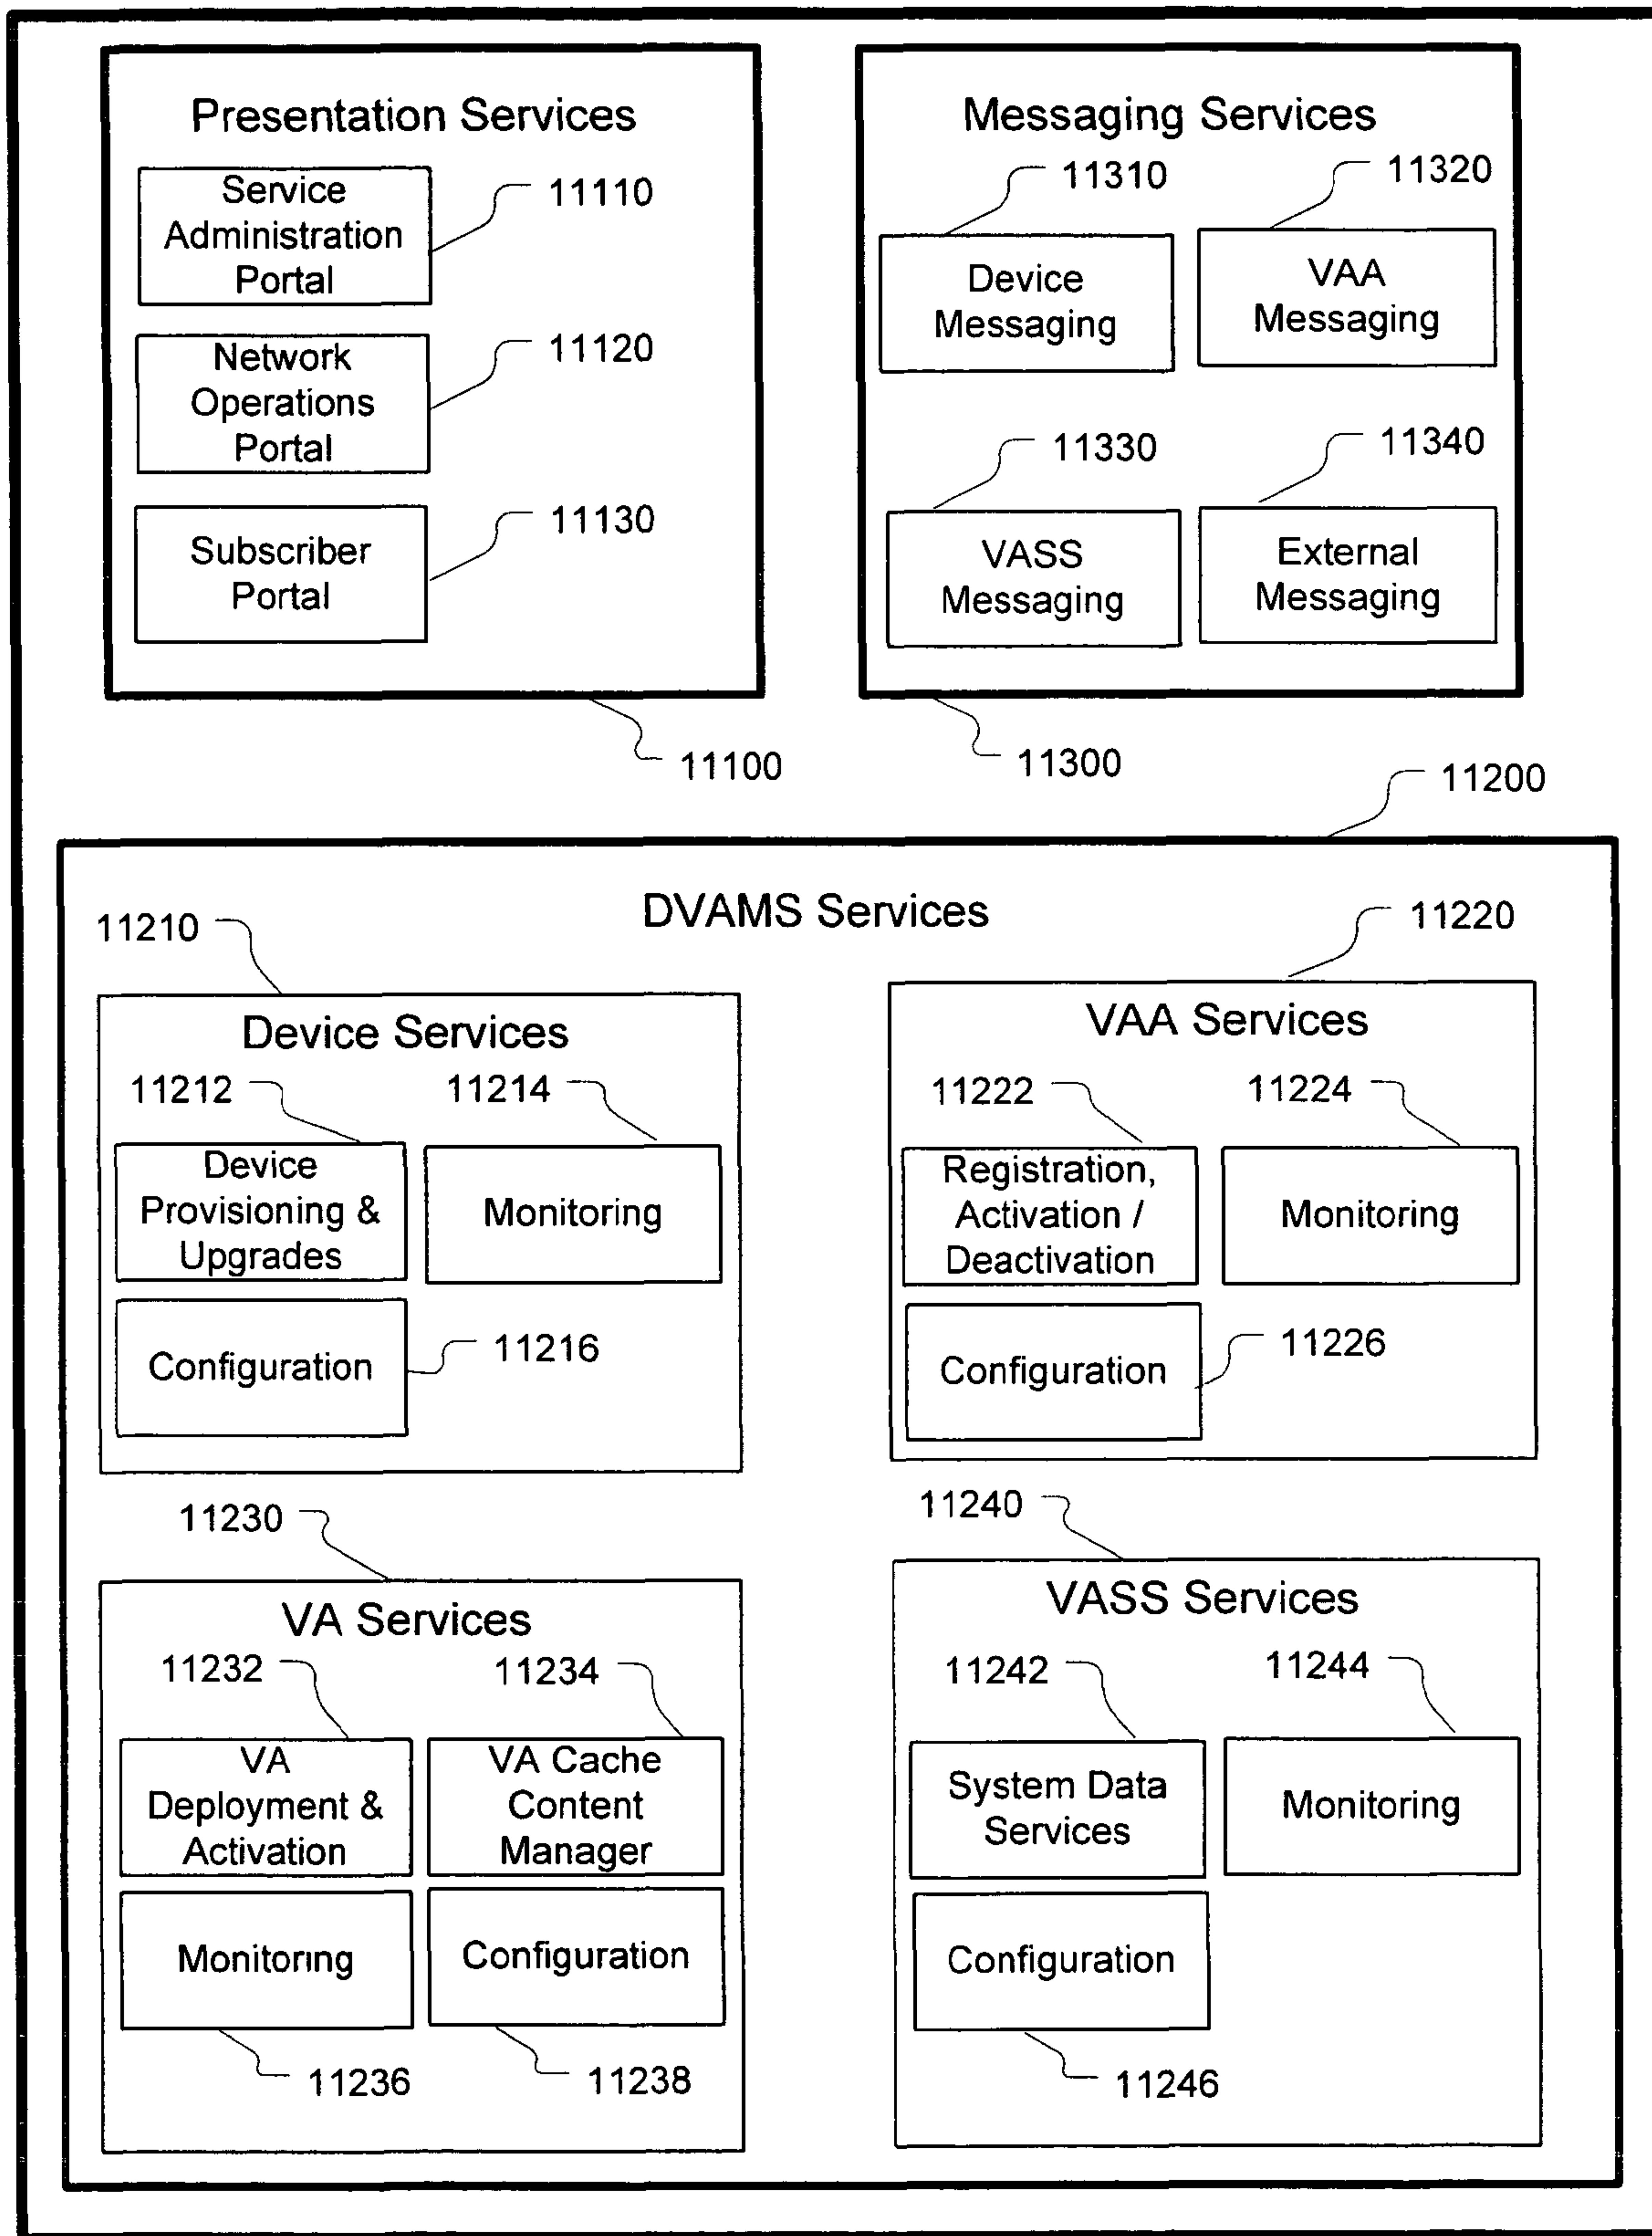 Presentation Services
Service
Administration
Portal
11110
Network
Operations
Portal
11120
Subscriber
Portal
11130
11100
Messaging Services
11310
11320
Device
Messaging
VAA
Messaging
11330
11340
VASS
Messaging
External
Messaging
11300
11200
DVAMS Services
11210
Device Services
11212
11214
Device
Provisioning &
Upgrades
Monitoring
Configuration
11216
11220
VAA Services
11222
11224
Registration,
Activation /
Deactivation
Monitoring
Configuration
11226
11230
VA Services
11232
11234
VA
Deployment &
Activation
VA Cache
Content
Manager
Monitoring
Configuration
11236
11238
11240
VASS Services
11242
11244
System Data
Services
Monitoring
Configuration
11246